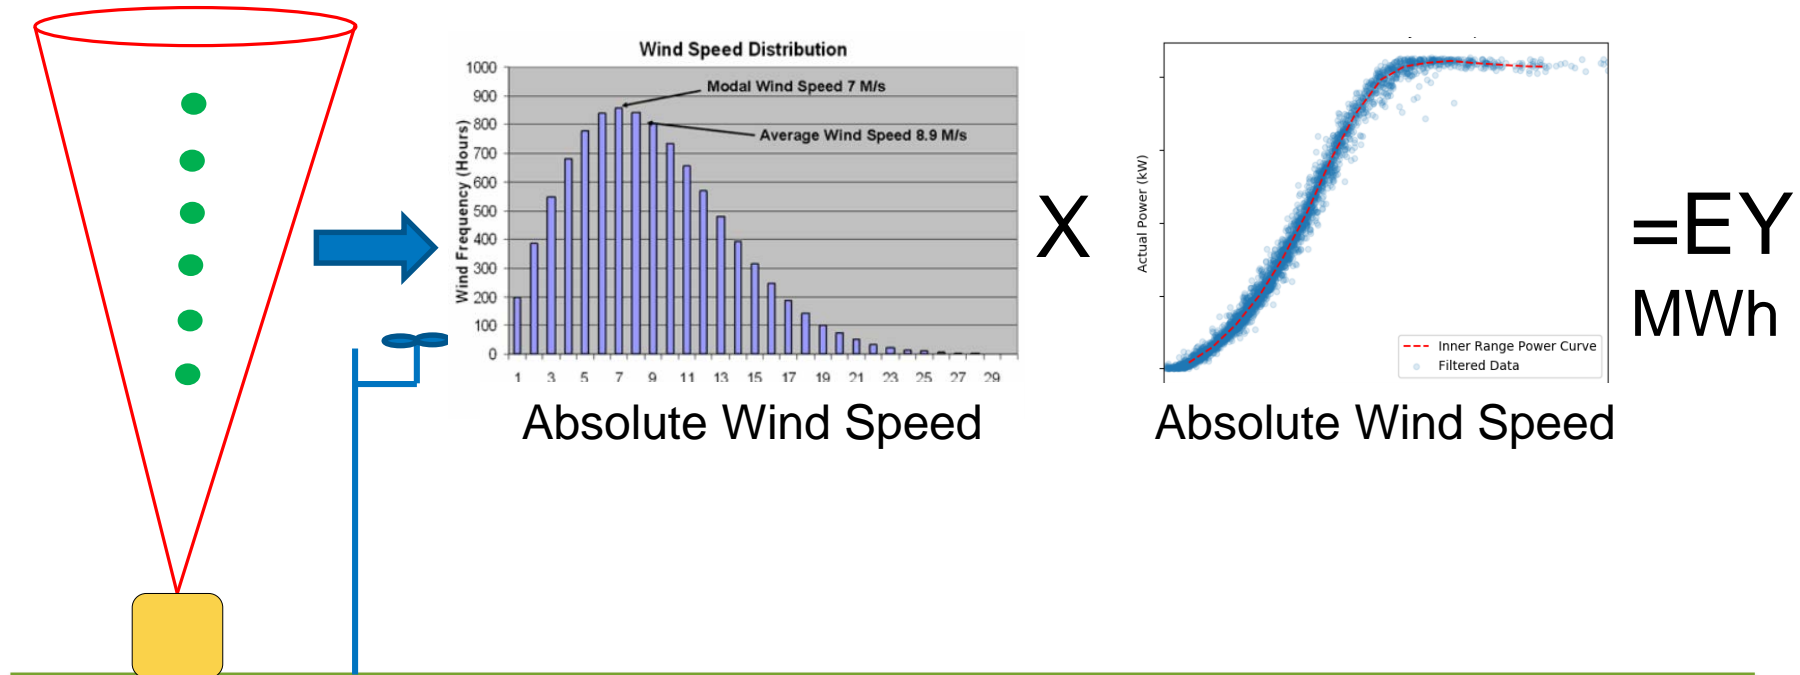 Wind Speed Distribution
1000
900
800
700
600
500
400
300
200
100
0
Wind Frequency (Hours)
Modal Wind Speed 7 M/s
Average Wind Speed 8.9 M/s
1 3 5 7 9 11 13 15 17 19 21 23 25 27 29
Absolute Wind Speed
X
Actual Power (kW)
Inner Range Power Curve
Filtered Data
Absolute Wind Speed
=EY
MWh